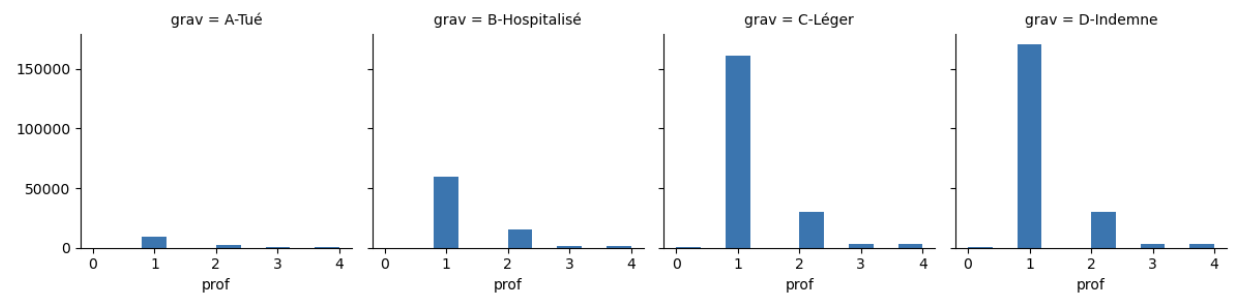 grav = A-Tué
grav = B-Hospitalisé
grav = C-Léger
grav = D-Indemne
150000
100000
50000
0
0 1 2 3 4
0 1 2 3 4
0 1 2 3 4
0 1 2 3 4
prof
prof
prof
prof